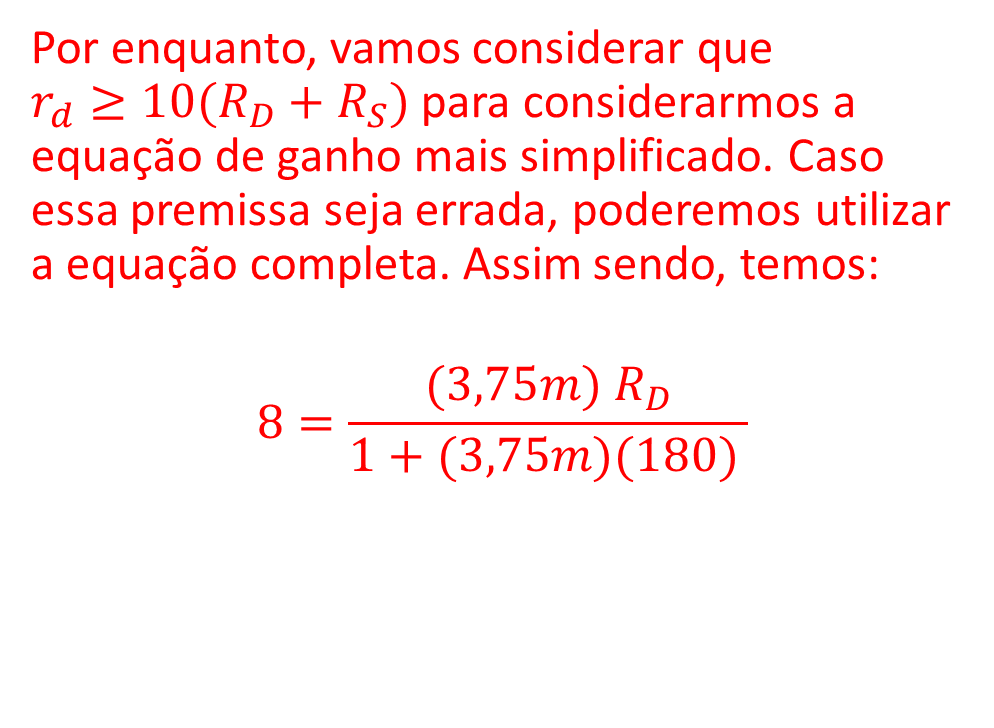 Por enquanto, vamos considerar que
𝑟_𝑑 ≥ 10(𝑅_𝐷 + 𝑅_𝑆) para considerarmos a
equação de ganho mais simplificado. Caso
essa premissa seja errada, poderemos utilizar
a equação completa. Assim sendo, temos:
8 = \frac{(3,75m) R_D}{1 + (3,75m)(180)}